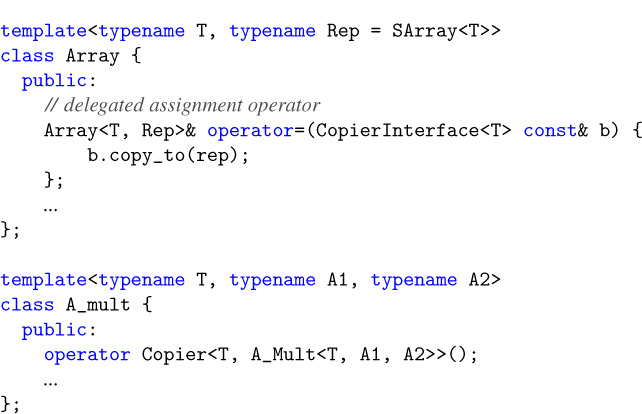 template<typename T, typename Rep = SArray<T>>
class Array {
  public:
    // delegated assignment operator
    Array<T, Rep>& operator=(CopierInterface<T> const& b) {
        b.copy_to(rep);
    };
    ...
};

template<typename T, typename A1, typename A2>
class A_mult {
  public:
    operator Copier<T, A_Mult<T, A1, A2>>();
    ...
};